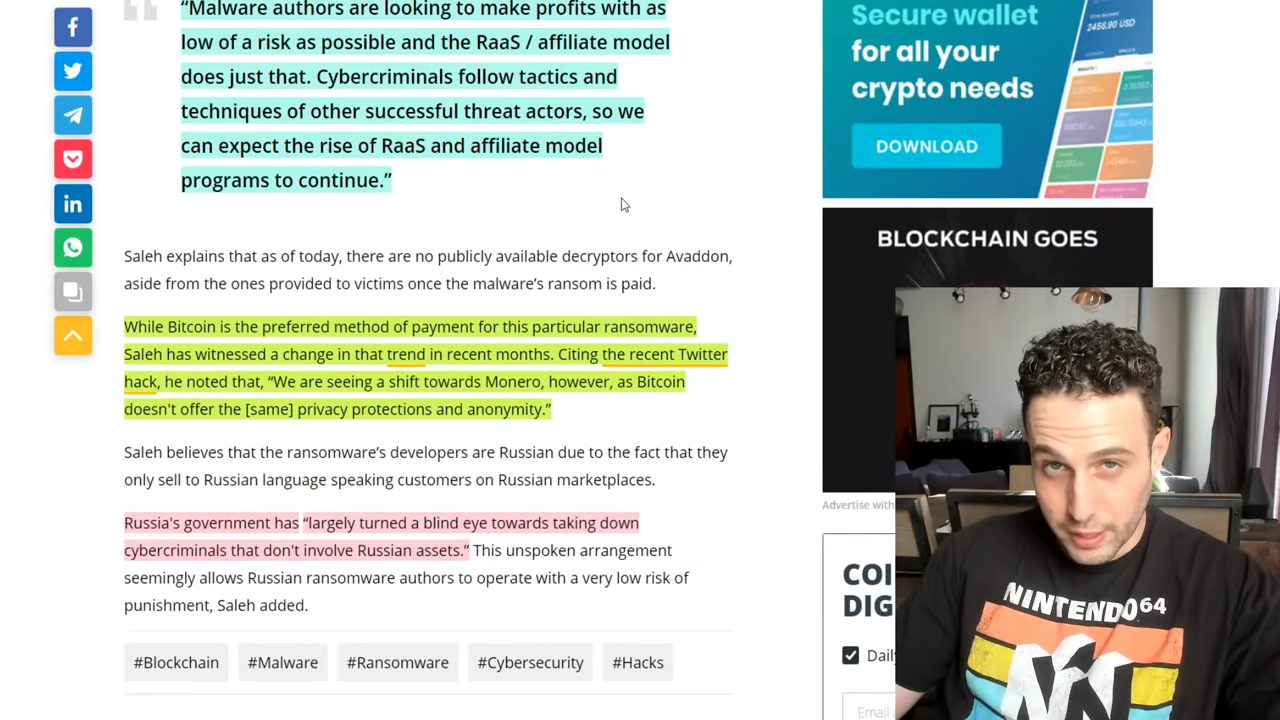 “Malware authors are looking to make profits with as
low of a risk as possible and the RaaS / affiliate model
does just that. Cybercriminals follow tactics and
techniques of other successful threat actors, so we
can expect the rise of RaaS and affiliate model
programs to continue.”
Saleh explains that as of today, there are no publicly available decryptors for Avaddon,
aside from the ones provided to victims once the malware’s ransom is paid.
While Bitcoin is the preferred method of payment for this particular ransomware,
Saleh has witnessed a change in that trend in recent months. Citing the recent Twitter
hack, he noted that, “We are seeing a shift towards Monero, however, as Bitcoin
doesn't offer the [same] privacy protections and anonymity.”
Saleh believes that the ransomware’s developers are Russian due to the fact that they
only sell to Russian language speaking customers on Russian marketplaces.
Russia's government has “largely turned a blind eye towards taking down
cybercriminals that don't involve Russian assets.” This unspoken arrangement
seemingly allows Russian ransomware authors to operate with a very low risk of
punishment, Saleh added.
#Blockchain #Malware #Ransomware #Cybersecurity #Hacks
Secure wallet
for all your
crypto needs
DOWNLOAD
2458.90 USD
BLOCKCHAIN GOES
Advertise with
COI
DIG
Daily
Email
NINTENDO 64